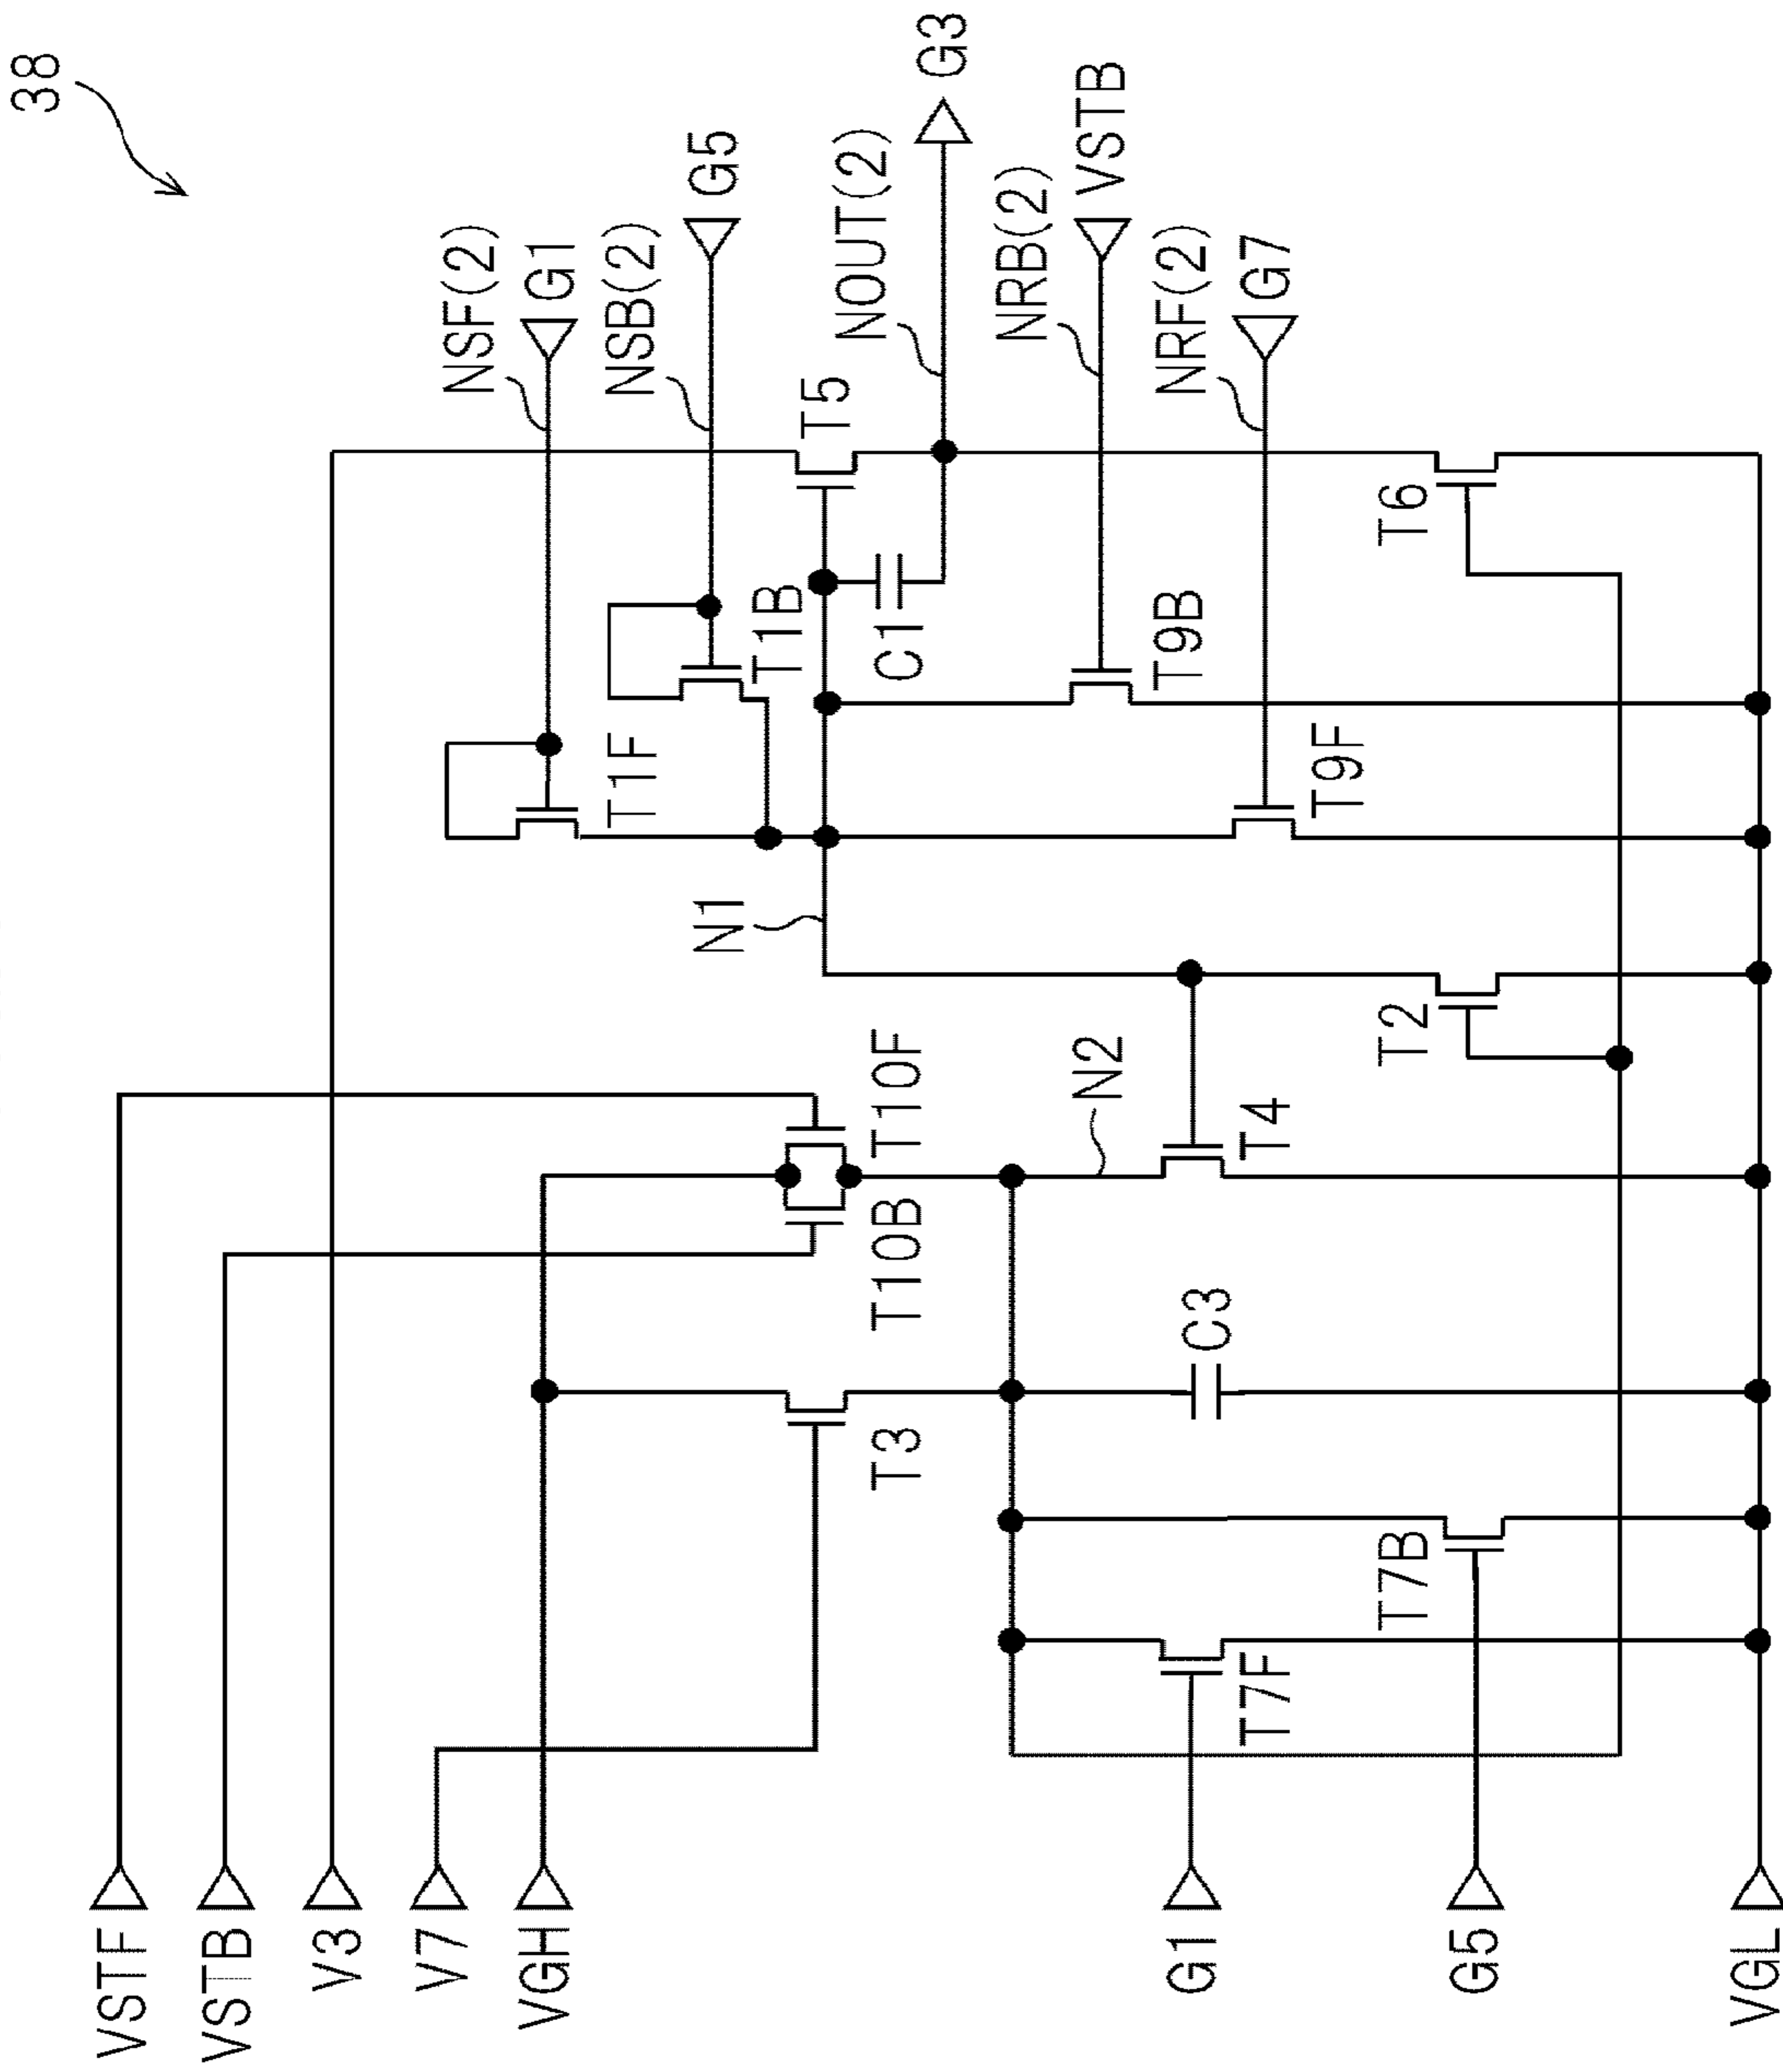 38
VSTF
VSTB
V3
V7
VGH
G1
G5
VGL
NSF(2)
G1
NSB(2)
G5
NOUT(2)
G3
NRB(2)
VSTB
NRF(2)
G7
T1F
T1B
T5
C1
T9B
T9F
T6
N1
T10F
T10B
N2
T4
T2
T3
C3
T7B
T7F